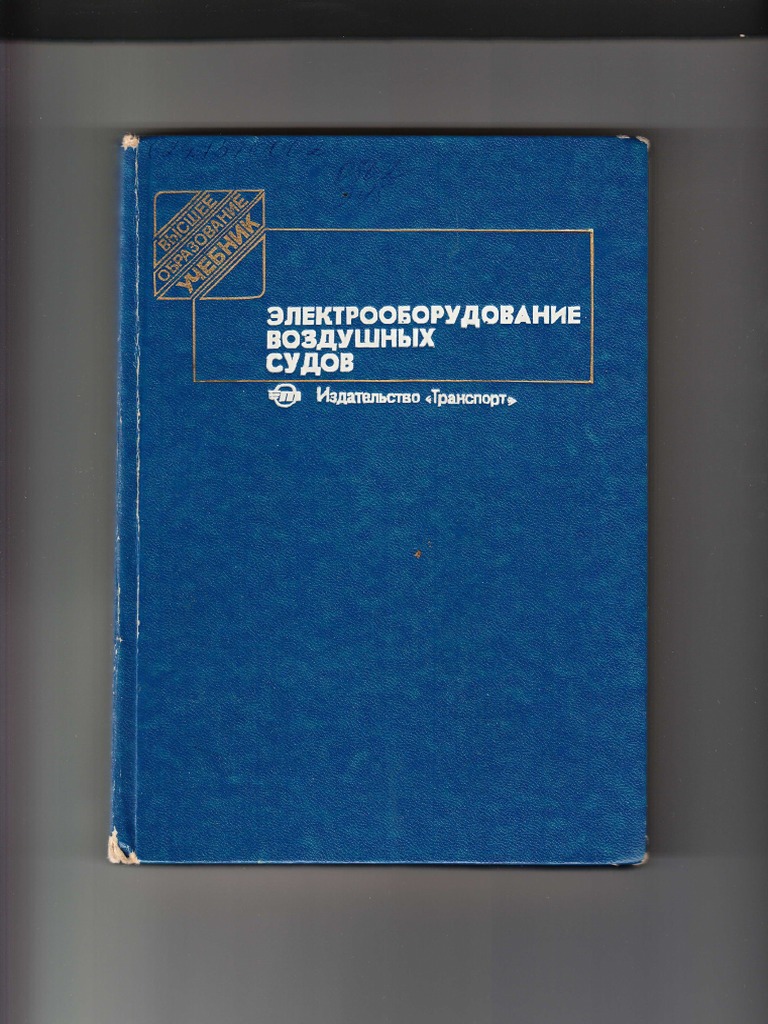 ВЫСШЕЕ
ОБРАЗОВАНИЕ
УЧЕБНИК
ЭЛЕКТРООБОРУДОВАНИЕ
ВОЗДУШНЫХ
СУДОВ
Издательство «Транспорт»